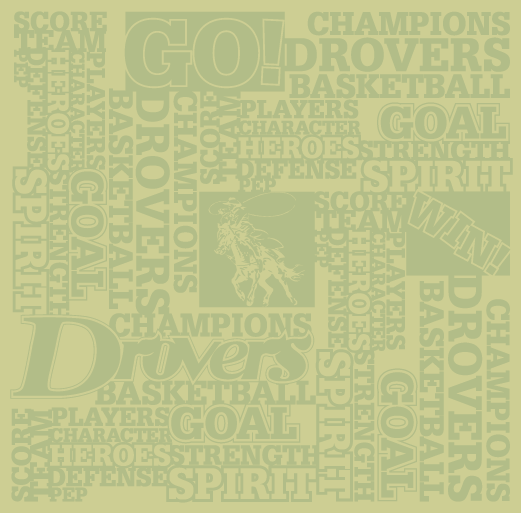 SCORE
TEAM
PEP
DEFENSE
HEROES
CHARACTER
PLAYERS
GO!
CHAMPIONS
DROVERS
BASKETBALL
SPIRIT
STRENGTH
GOAL
BASKETBALL
DROVERS
CHAMPIONS
SCORE
TEAM
PLAYERS
CHARACTER
HEROES
DEFENSE
PEP
GOAL
STRENGTH
SPIRIT
SCORE
TEAM
PEP
DEFENSE
HEROES
CHARACTER
PLAYERS
WIN!
CHAMPIONS
Drovers
BASKETBALL
SPIRIT
STRENGTH
GOAL
BASKETBALL
DROVERS
CHAMPIONS
SCORE
TEAM
PLAYERS
CHARACTER
HEROES
DEFENSE
PEP
GOAL
STRENGTH
SPIRIT